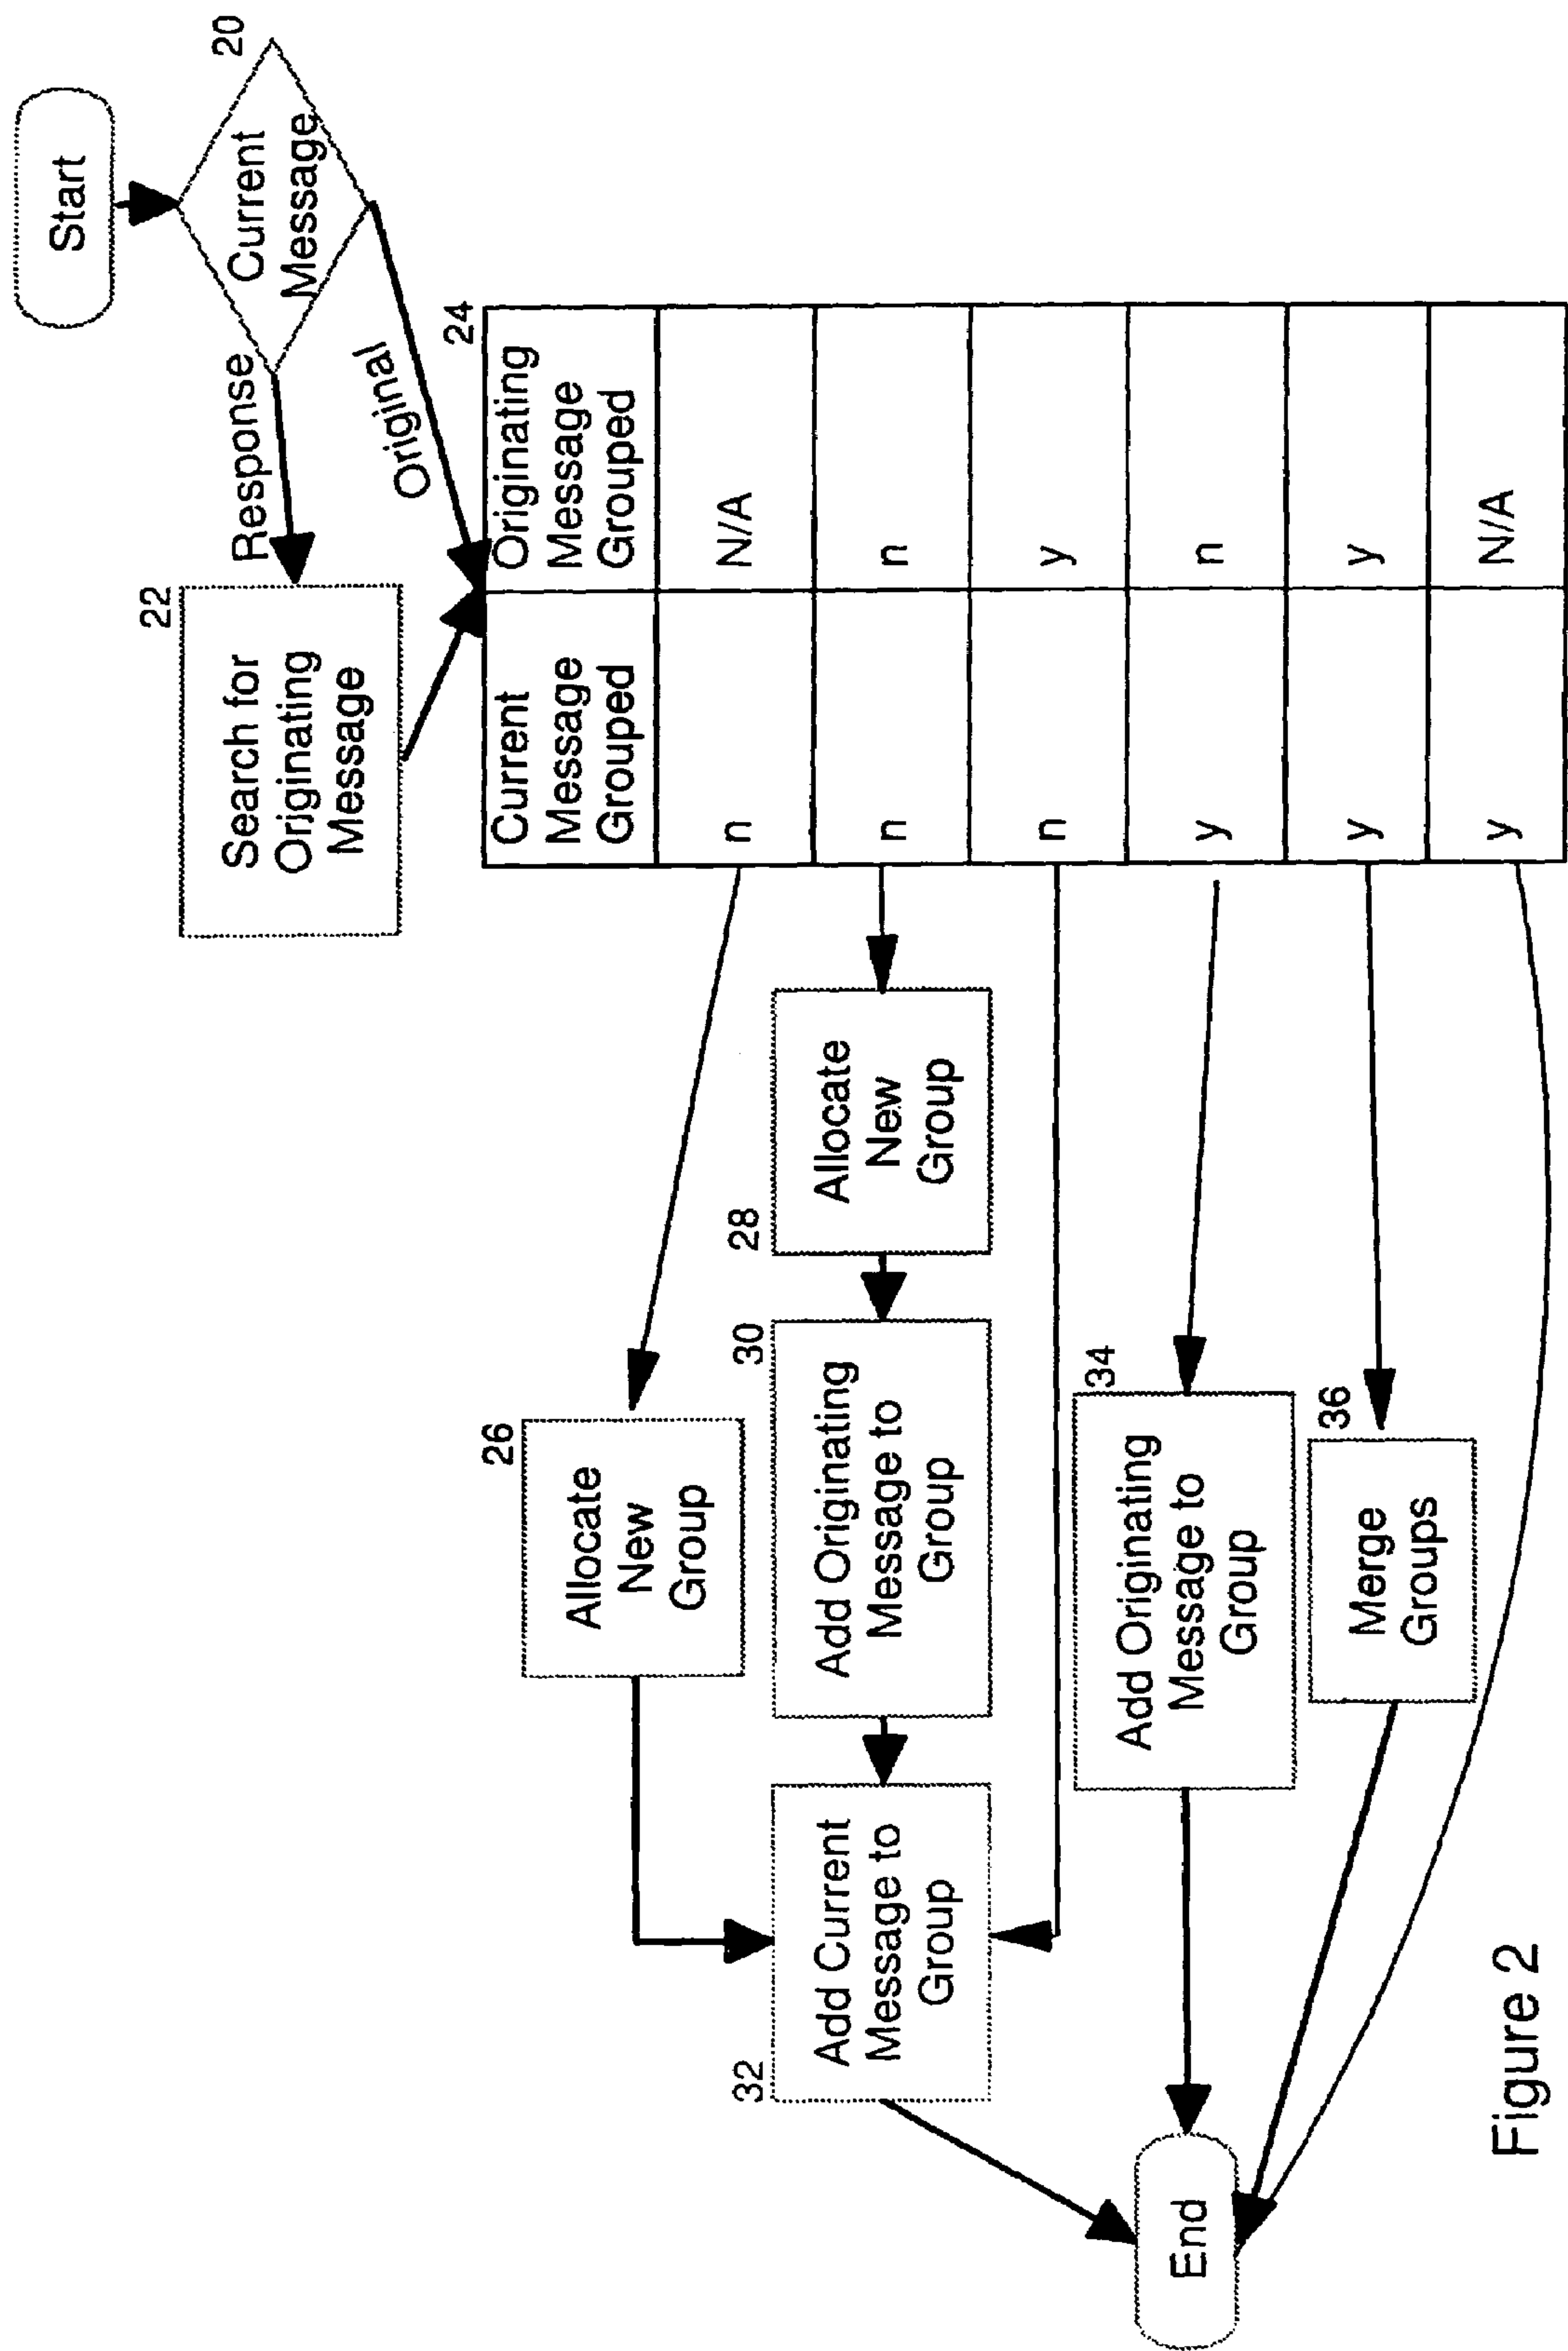 Start
20
Current
Message
Response
Original
22
Search for
Originating
Message
24
Current
Message
Grouped
Originating
Message
Grouped
n
N/A
n
n
n
y
y
n
y
y
y
N/A
26
Allocate
New
Group
28
Allocate
New
Group
30
Add Originating
Message to
Group
32
Add Current
Message to
Group
34
Add Originating
Message to
Group
36
Merge
Groups
End
Figure 2